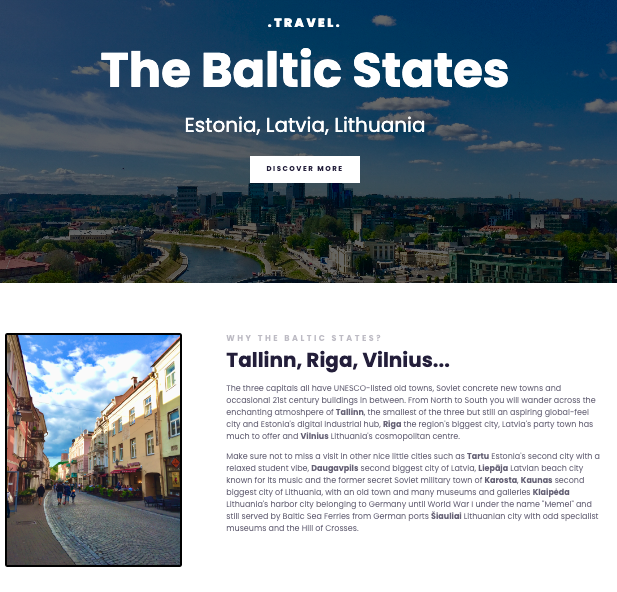 .TRAVEL.
The Baltic States
Estonia, Latvia, Lithuania
DISCOVER MORE
WHY THE BALTIC STATES?
Tallinn, Riga, Vilnius...
The three capitals all have UNESCO-listed old towns, Soviet concrete new towns and
occasional 21st century buildings in between. From North to South you will wander across the
enchanting atmoshpere of Tallinn, the smallest of the three but still an aspiring global-feel
city and Estonia's digital industrial hub, Riga the region's biggest city, Latvia's party town has
much to offer and Vilnius Lithuania's cosmopolitan centre.
Make sure not to miss a visit in other nice little cities such as Tartu Estonia's second city with a
relaxed student vibe, Daugavpils second biggest city of Latvia, Liepāja Latvian beach city
known for its music and the former secret Soviet military town of Karosta, Kaunas second
biggest city of Lithuania, with an old town and many museums and galleries Klaipėda
Lithuania's harbor city belonging to Germany until World War I under the name "Memel" and
still served by Baltic Sea Ferries from German ports Šiauliai Lithuanian city with odd specialist
museums and the Hill of Crosses.